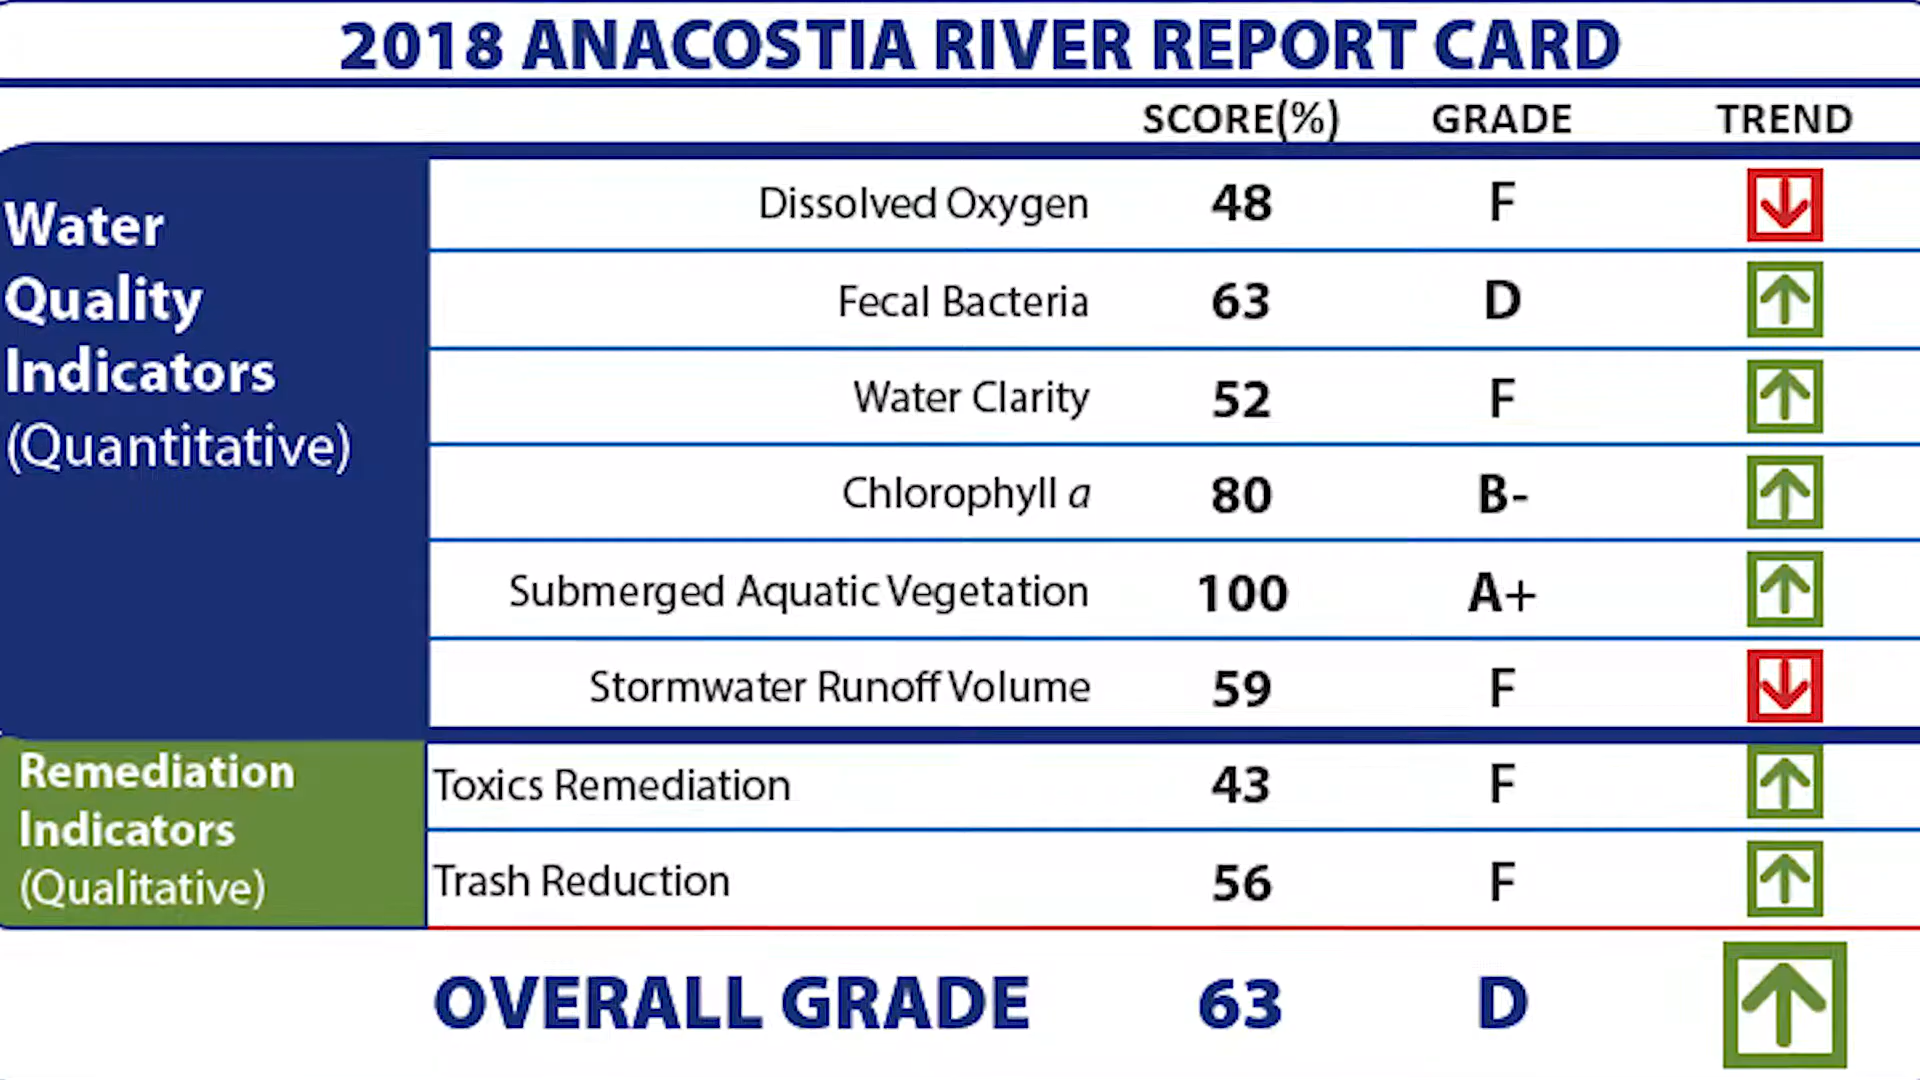 2018 ANACOSTIA RIVER REPORT CARD
SCORE(%) GRADE TREND
Water
Quality
Indicators
(Quantitative)
Dissolved Oxygen 48 F
Fecal Bacteria 63 D
Water Clarity 52 F
Chlorophyll a 80 B-
Submerged Aquatic Vegetation 100 A+
Stormwater Runoff Volume 59 F
Remediation
Indicators
(Qualitative)
Toxics Remediation 43 F
Trash Reduction 56 F
OVERALL GRADE 63 D